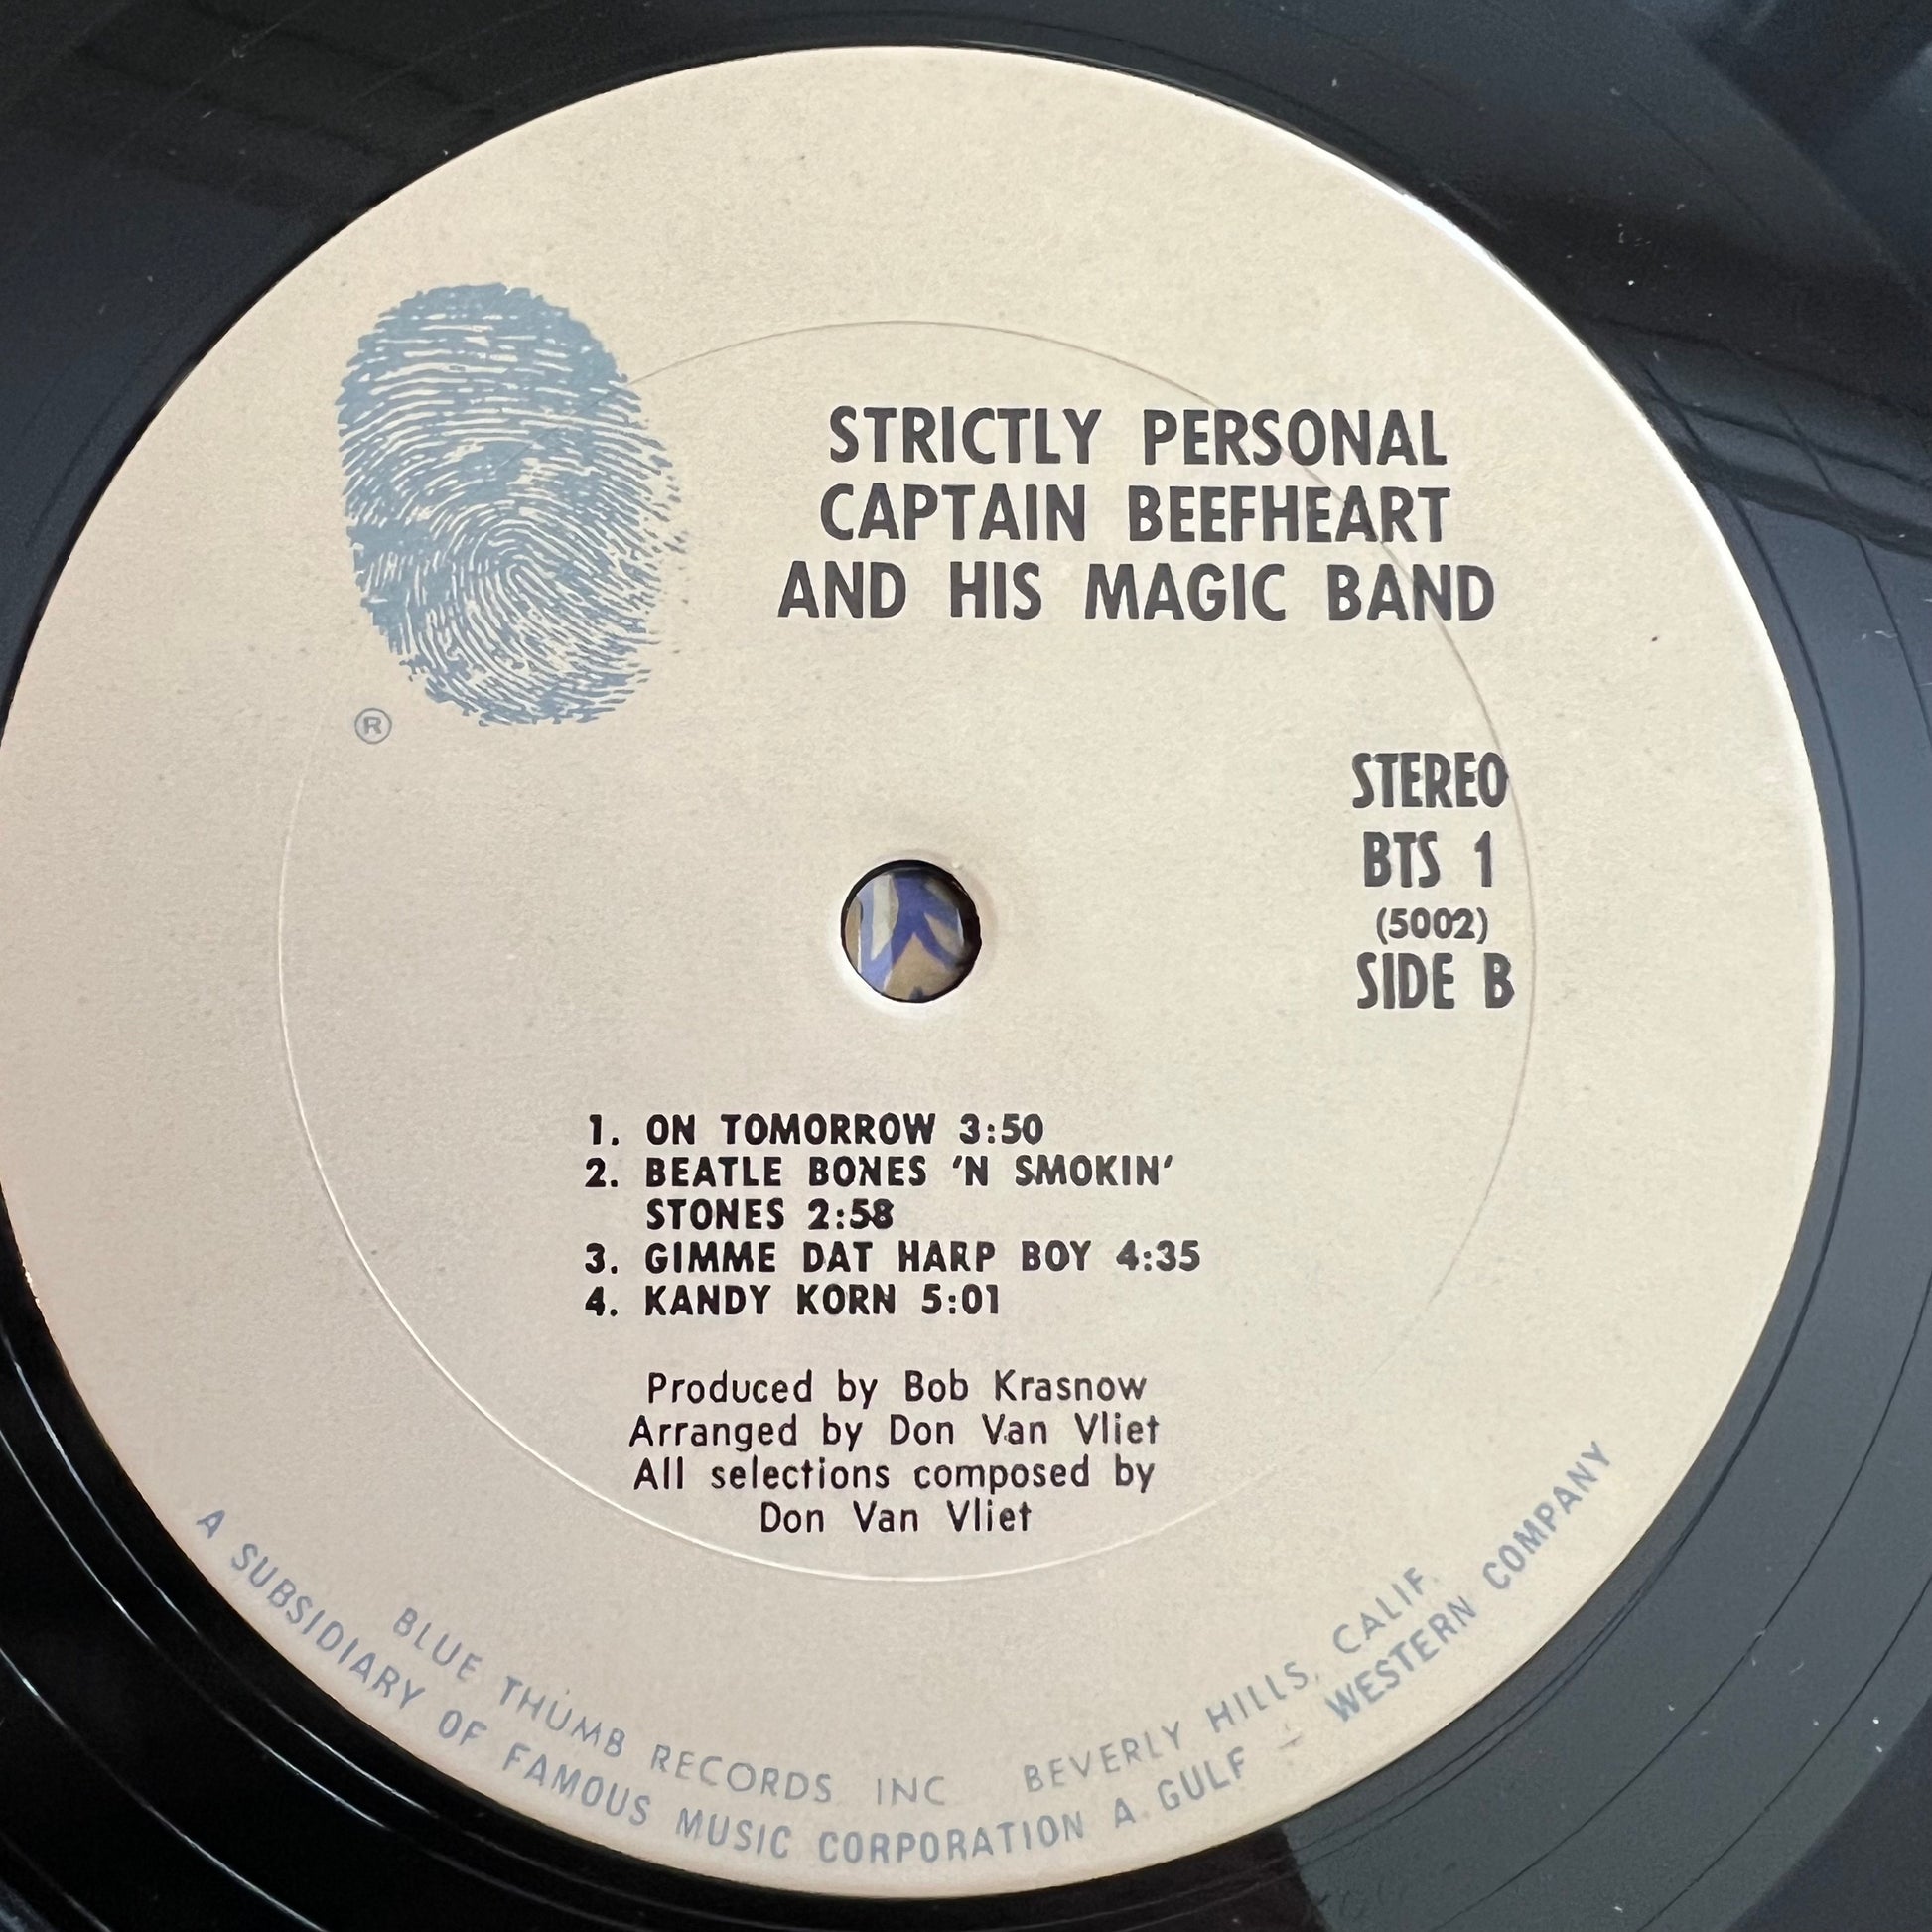 STRICTLY PERSONAL
CAPTAIN BEEFHEART
AND HIS MAGIC BAND
®
STEREO
BTS 1
(5002)
SIDE B
1. ON TOMORROW 3:50
2. BEATLE BONES 'N SMOKIN'
STONES 2:58
3. GIMME DAT HARP BOY 4:35
4. KANDY KORN 5:01
Produced by Bob Krasnow
Arranged by Don Van Vliet
All selections composed by
Don Van Vliet
BLUE THUMB RECORDS INC BEVERLY HILLS, CALIF.
A SUBSIDIARY OF FAMOUS MUSIC CORPORATION A GULF + WESTERN COMPANY